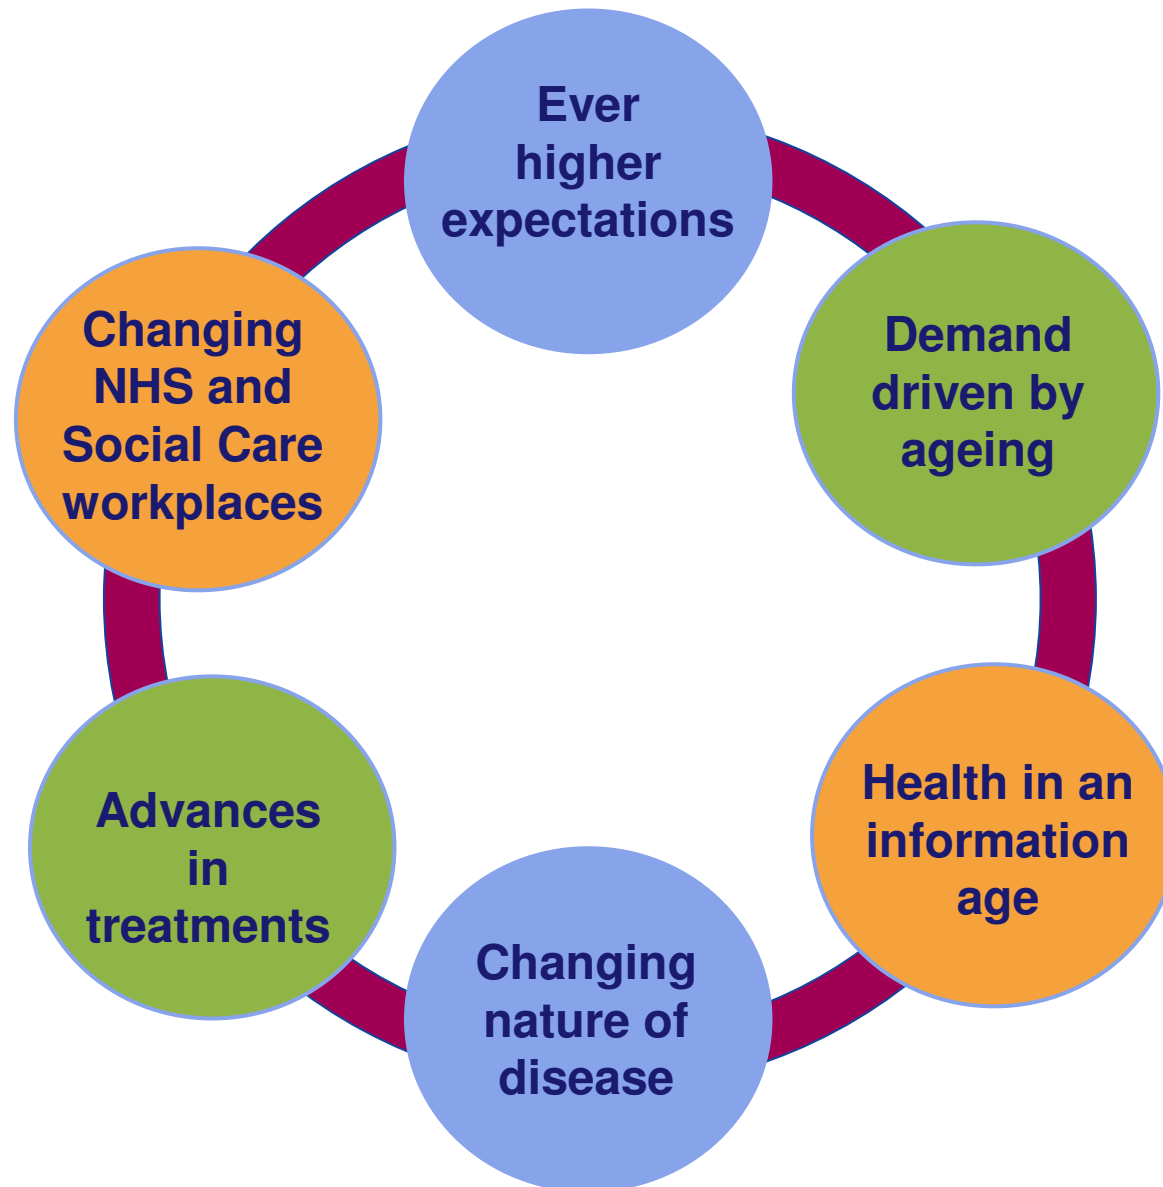 Ever
higher
expectations
Demand
driven by
ageing
Health in an
information
age
Changing
nature of
disease
Advances
in
treatments
Changing
NHS and
Social Care
workplaces